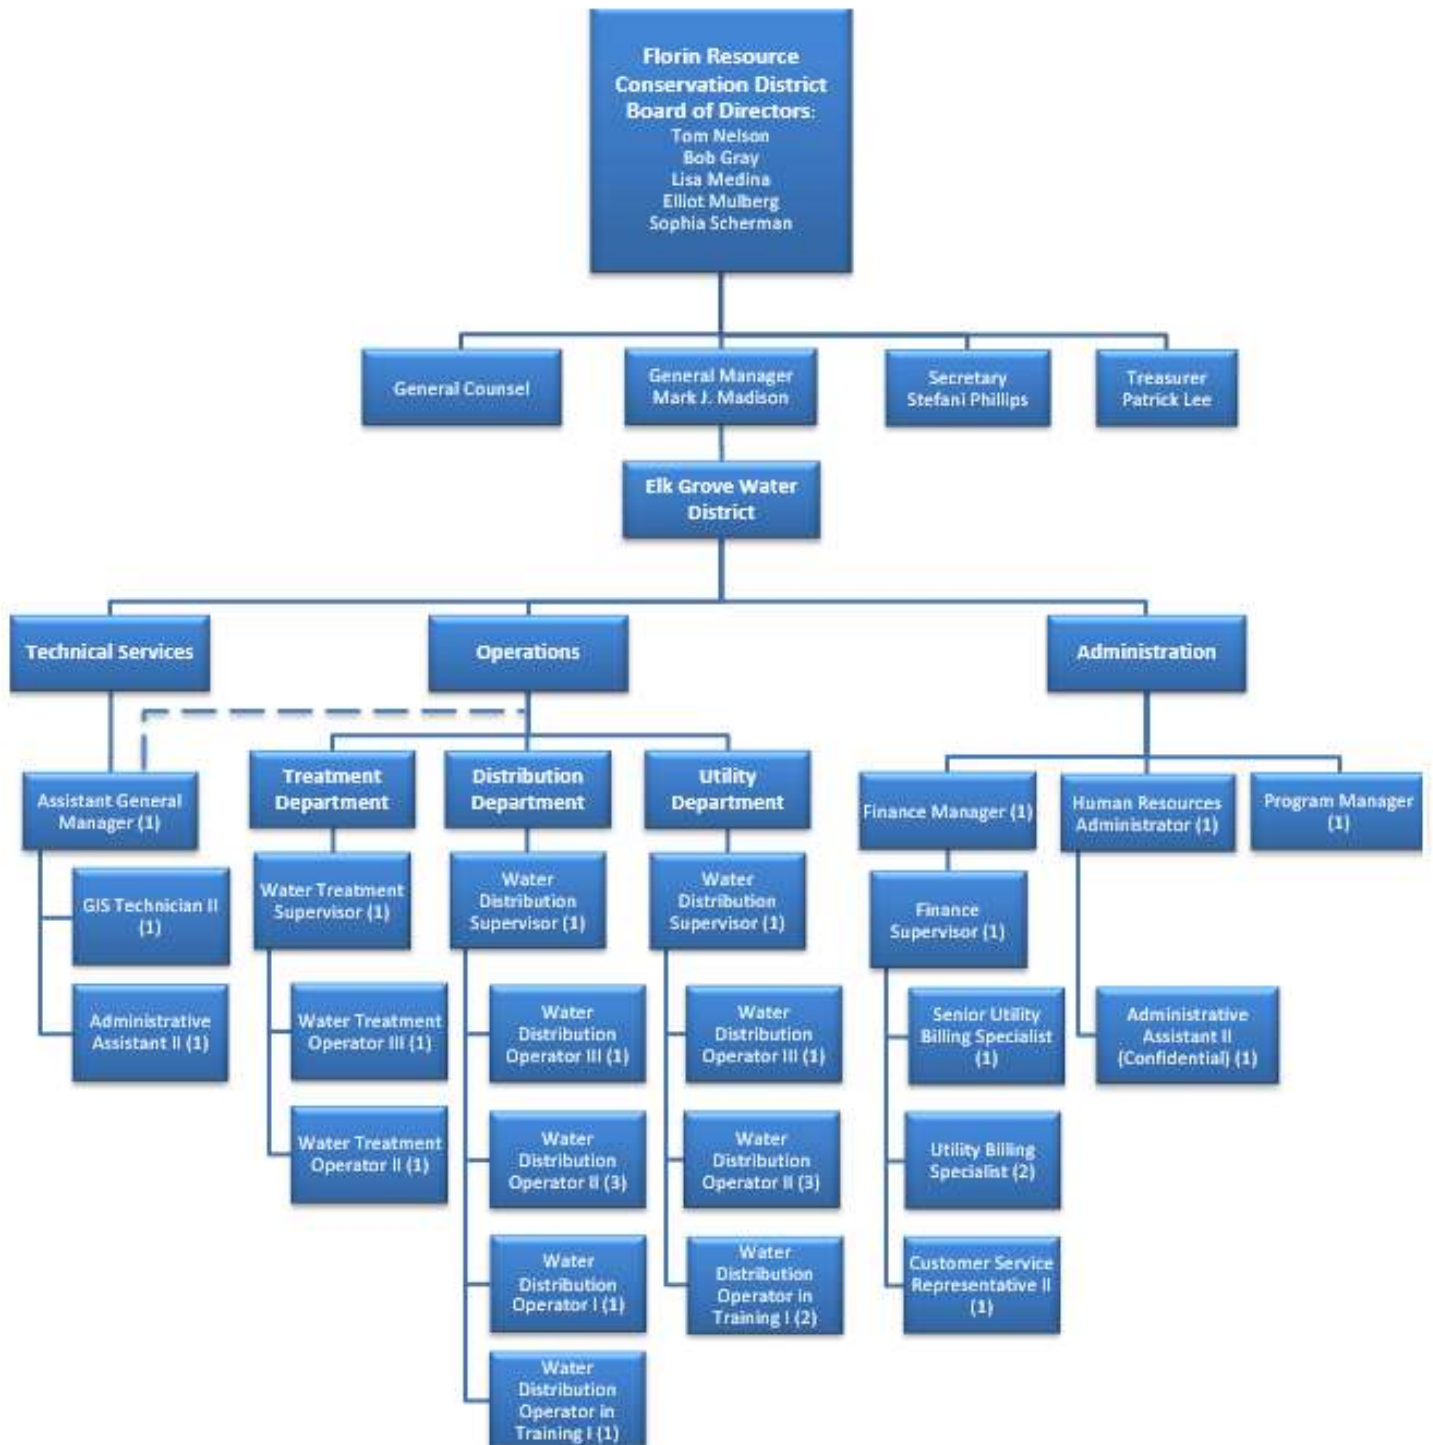 Florin Resource
Conservation District
Board of Directors:
Tom Nelson
Bob Gray
Lisa Medina
Elliot Mulberg
Sophia Scherman
General Counsel
General Manager
Mark J. Madison
Secretary
Stefani Phillips
Treasurer
Patrick Lee
Elk Grove Water
District
Technical Services
Operations
Administration
Assistant General
Manager (1)
GIS Technician II
(1)
Administrative
Assistant II (1)
Treatment
Department
Water Treatment
Supervisor (1)
Water Treatment
Operator III (1)
Water Treatment
Operator II (1)
Distribution
Department
Water
Distribution
Supervisor (1)
Water
Distribution
Operator III (1)
Water
Distribution
Operator II (3)
Water
Distribution
Operator I (1)
Water
Distribution
Operator in
Training I (1)
Utility
Department
Water
Distribution
Supervisor (1)
Water
Distribution
Operator III (1)
Water
Distribution
Operator II (3)
Water
Distribution
Operator in
Training I (2)
Finance Manager (1)
Finance
Supervisor (1)
Senior Utility
Billing Specialist
(1)
Utility Billing
Specialist (2)
Customer Service
Representative II
(1)
Human Resources
Administrator (1)
Administrative
Assistant II
(Confidential) (1)
Program Manager
(1)